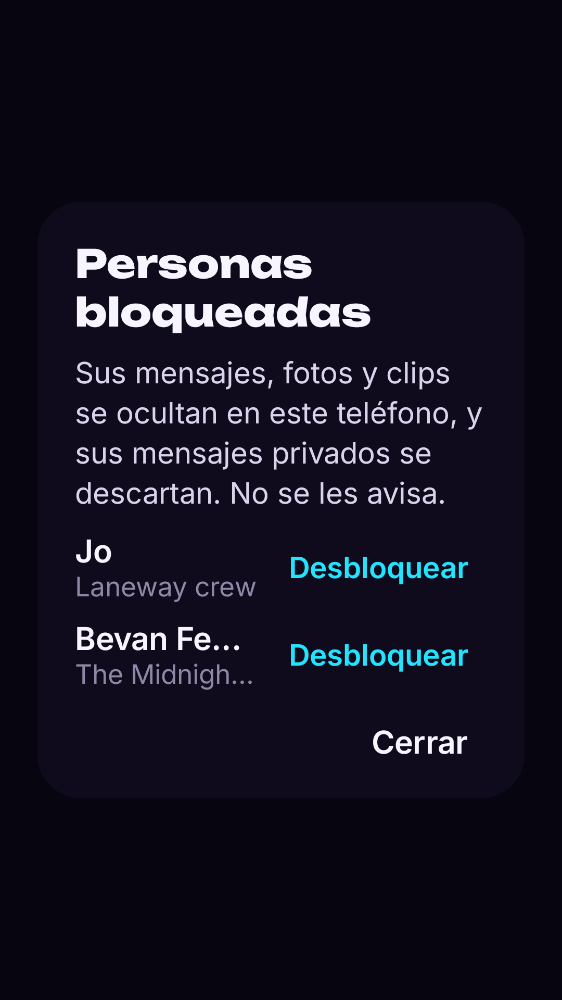 Personas
bloqueadas
Sus mensajes, fotos y clips
se ocultan en este teléfono, y
sus mensajes privados se
descartan. No se les avisa.
Jo
Laneway crew
Desbloquear
Bevan Fe...
The Midnigh...
Desbloquear
Cerrar